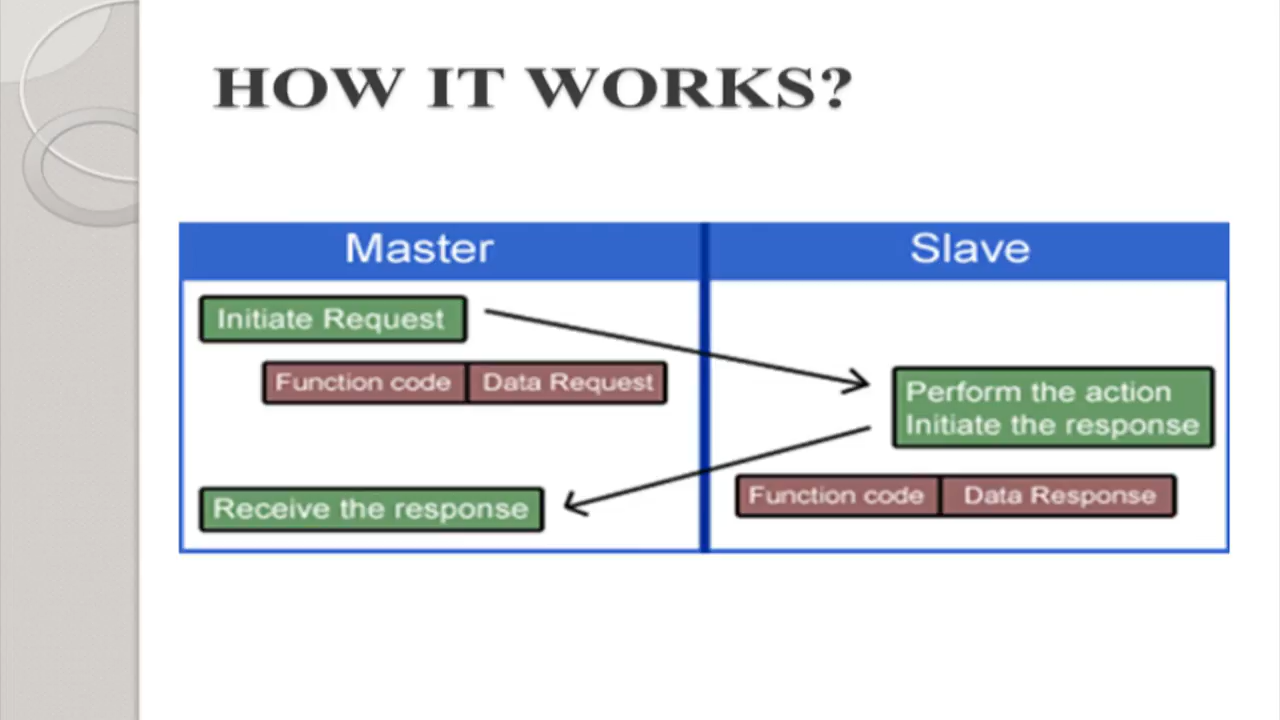 HOW IT WORKS?
Master
Slave
Initiate Request
Function code
Data Request
Perform the action
Initiate the response
Receive the response
Function code
Data Response